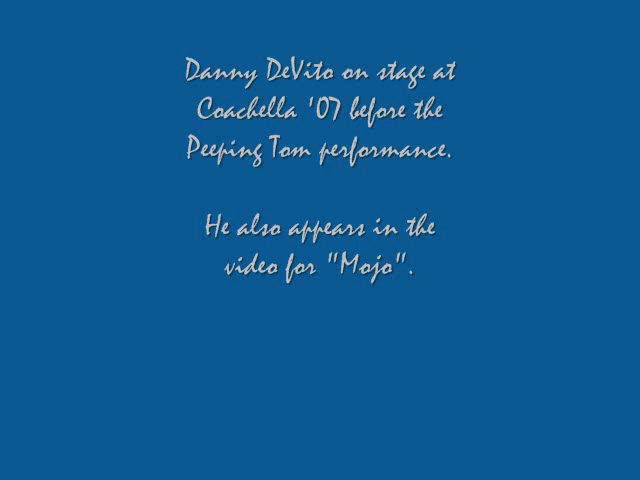 Danny DeVito on stage at
Coachella '07 before the
Peeping Tom performance.
He also appears in the
video for "Mojo".